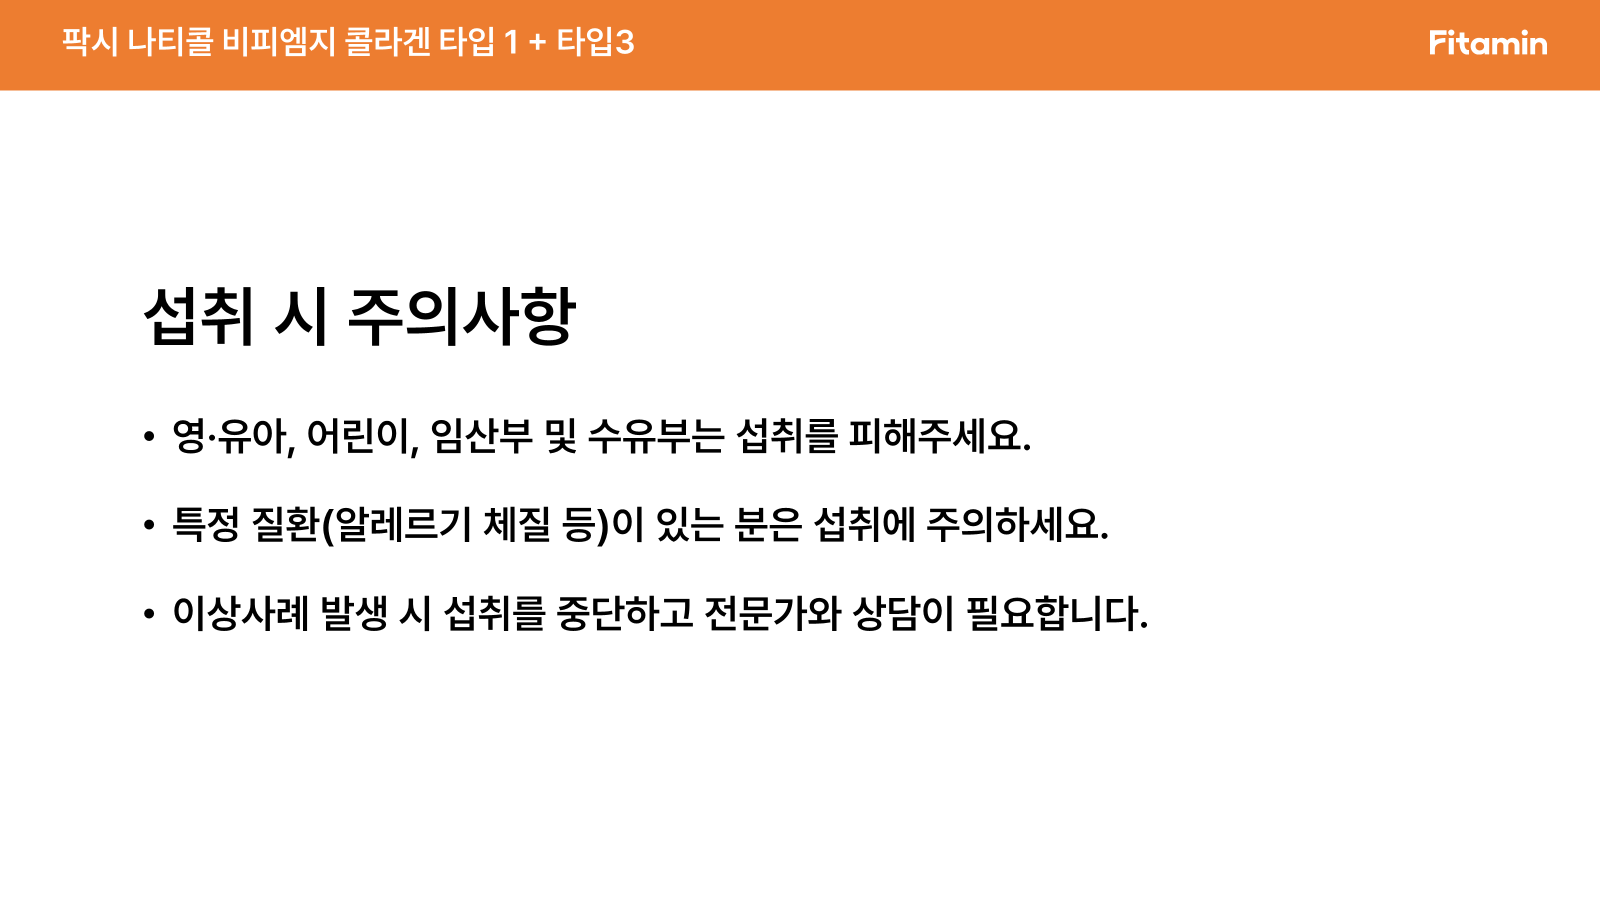 팍시 나티콜 비피엠지 콜라겐 타입 1 + 타입3
Fitamin
섭취 시 주의사항
• 영·유아, 어린이, 임산부 및 수유부는 섭취를 피해주세요.
• 특정 질환(알레르기 체질 등)이 있는 분은 섭취에 주의하세요.
• 이상사례 발생 시 섭취를 중단하고 전문가와 상담이 필요합니다.